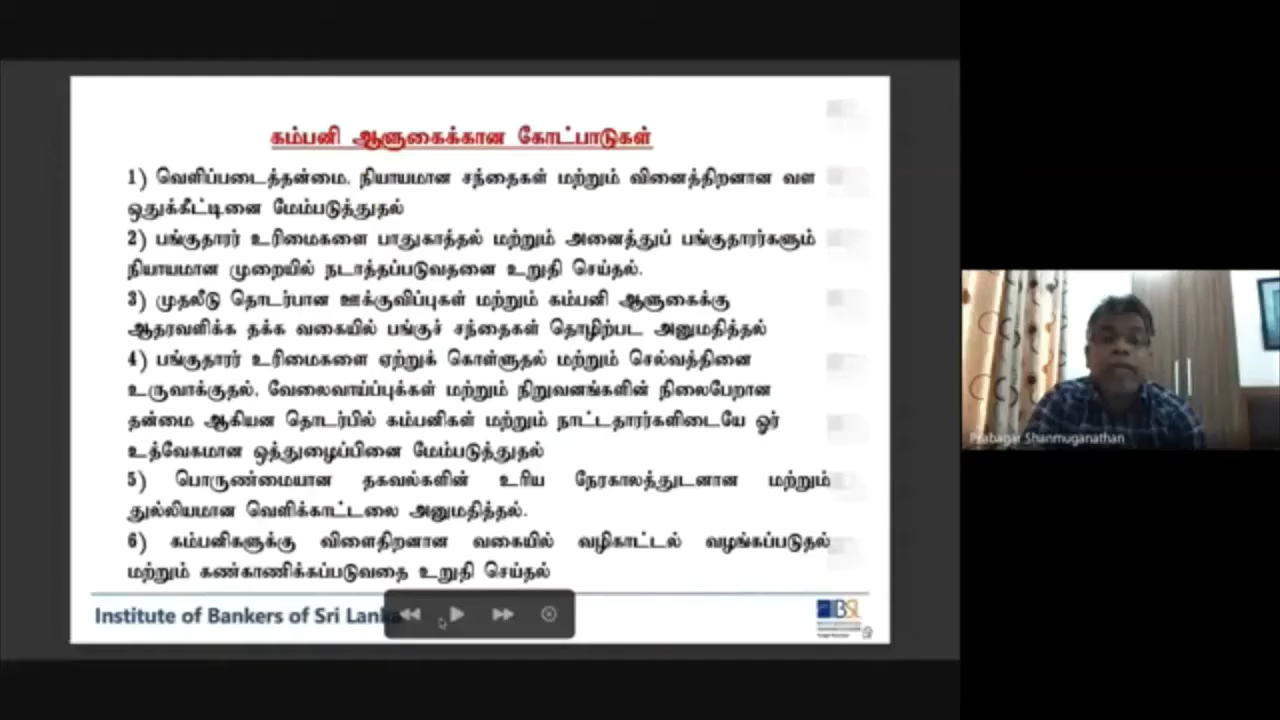 கம்பனி ஆளுகைக்கான கோட்பாடுகள்
1) வெளிப்படைத்தன்மை, நியாயமான சந்தைகள் மற்றும் வினைத்திறனான வள
ஒதுக்கீட்டினை மேம்படுத்துதல்
2) பங்குதாரர் உரிமைகளை பாதுகாத்தல் மற்றும் அனைத்துப் பங்குதாரர்களும்
நியாயமான முறையில் நடாத்தப்படுவதனை உறுதி செய்தல்.
3) முதலீடு தொடர்பான ஊக்குவிப்புகள் மற்றும் கம்பனி ஆளுகைக்கு
ஆதரவளிக்க தக்க வகையில் பங்குச் சந்தைகள் தொழிற்பட அனுமதித்தல்
4) பங்குதாரர் உரிமைகளை ஏற்றுக் கொள்ளுதல் மற்றும் செல்வத்தினை
உருவாக்குதல், வேலைவாய்ப்புக்கள் மற்றும் நிறுவனங்களின் நிலைபேறான
தன்மை ஆகியன தொடர்பில் கம்பனிகள் மற்றும் நாட்டதாரர்களிடையே ஓர்
உத்வேகமான ஒத்துழைப்பினை மேம்படுத்துதல்
5) பொருண்மையான தகவல்களின் உரிய நேரகாலத்துடனான மற்றும்
துல்லியமான வெளிக்காட்டலை அனுமதித்தல்.
6) கம்பனிகளுக்கு விளைதிறனான வகையில் வழிகாட்டல் வழங்கப்படுதல்
மற்றும் கண்காணிக்கப்படுவதை உறுதி செய்தல்
Institute of Bankers of Sri Lanka
IBSL
Prabagar Shanmuganathan